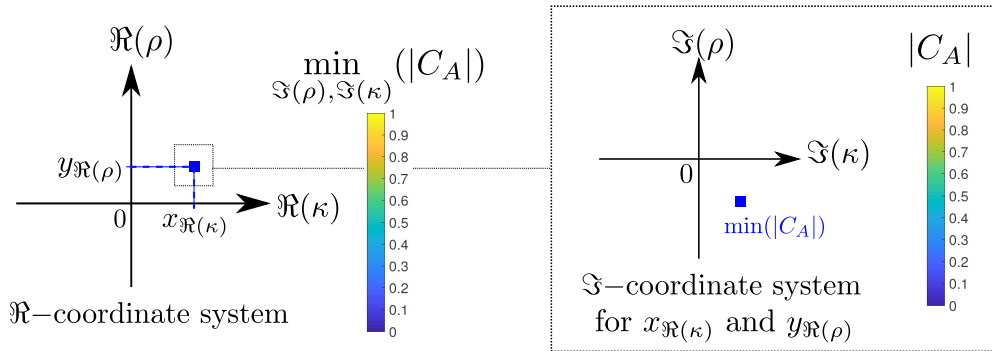 ℜ(ρ)
min (|C_A|)
ℑ(ρ),ℑ(κ)
1
0.9
0.8
0.7
0.6
0.5
0.4
0.3
0.2
0.1
0
y_ℜ(ρ)
0
x_ℜ(κ)
ℜ(κ)
ℜ−coordinate system
ℑ(ρ)
|C_A|
1
0.9
0.8
0.7
0.6
0.5
0.4
0.3
0.2
0.1
0
0
ℑ(κ)
min(|C_A|)
ℑ−coordinate system
for x_ℜ(κ) and y_ℜ(ρ)